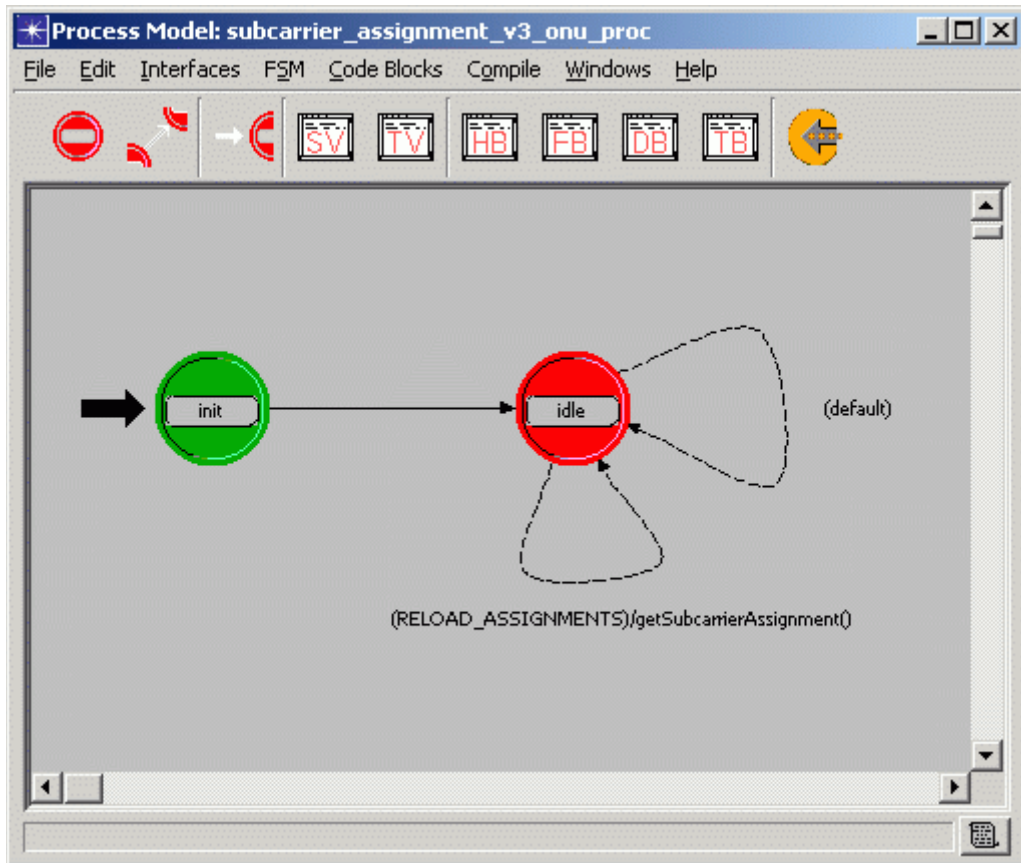 Process Model: subcarrier_assignment_v3_onu_proc
File Edit Interfaces FSM Code Blocks Compile Windows Help
SV TV HB FB DB TB
init
idle
(default)
(RELOAD_ASSIGNMENTS)/getSubcarrierAssignment()